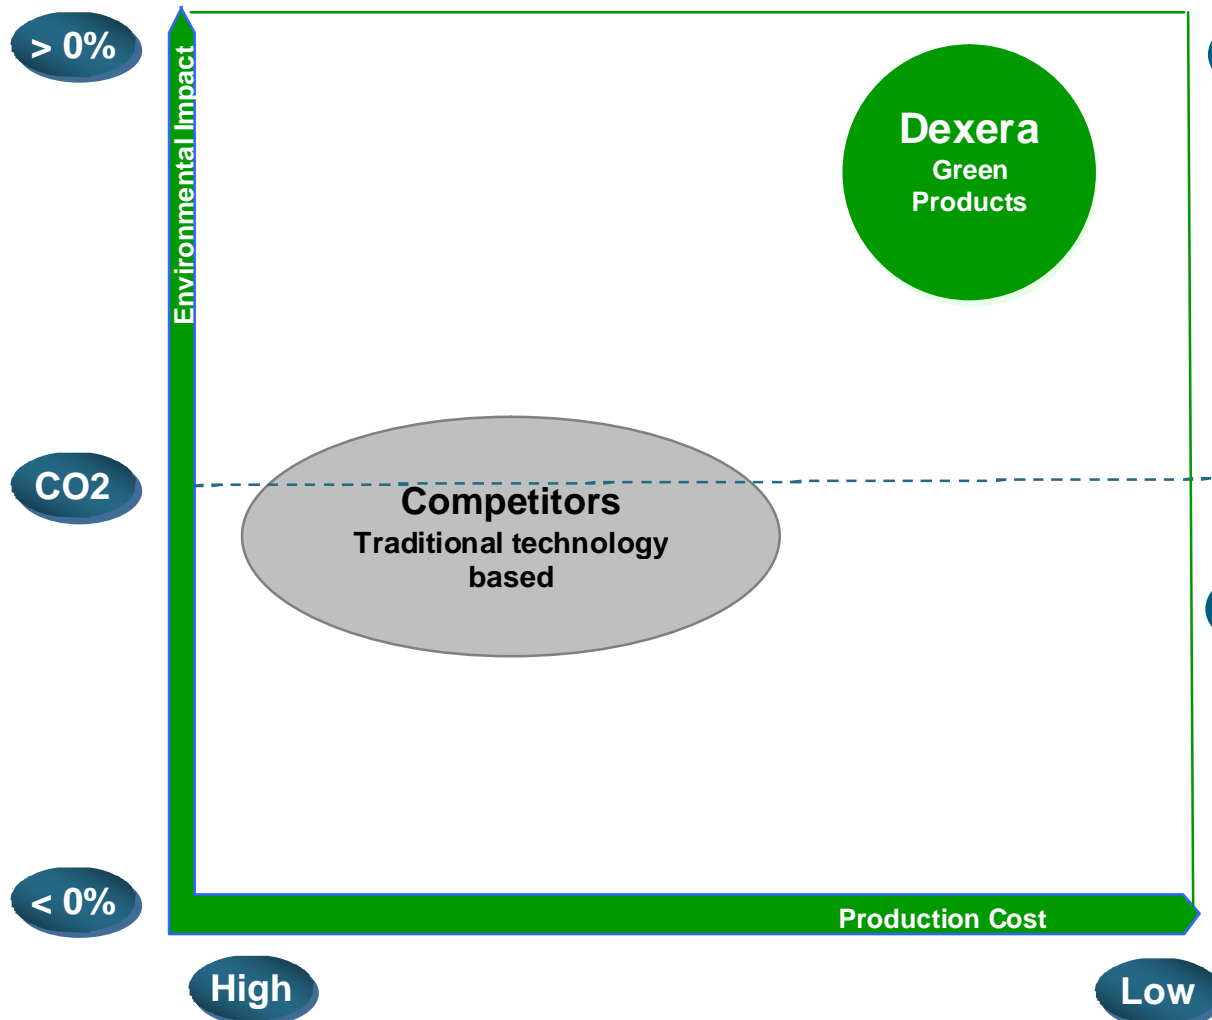 > 0%
Environmental Impact
Dexera
Green
Products
CO2
Competitors
Traditional technology
based
< 0%
Production Cost
High
Low